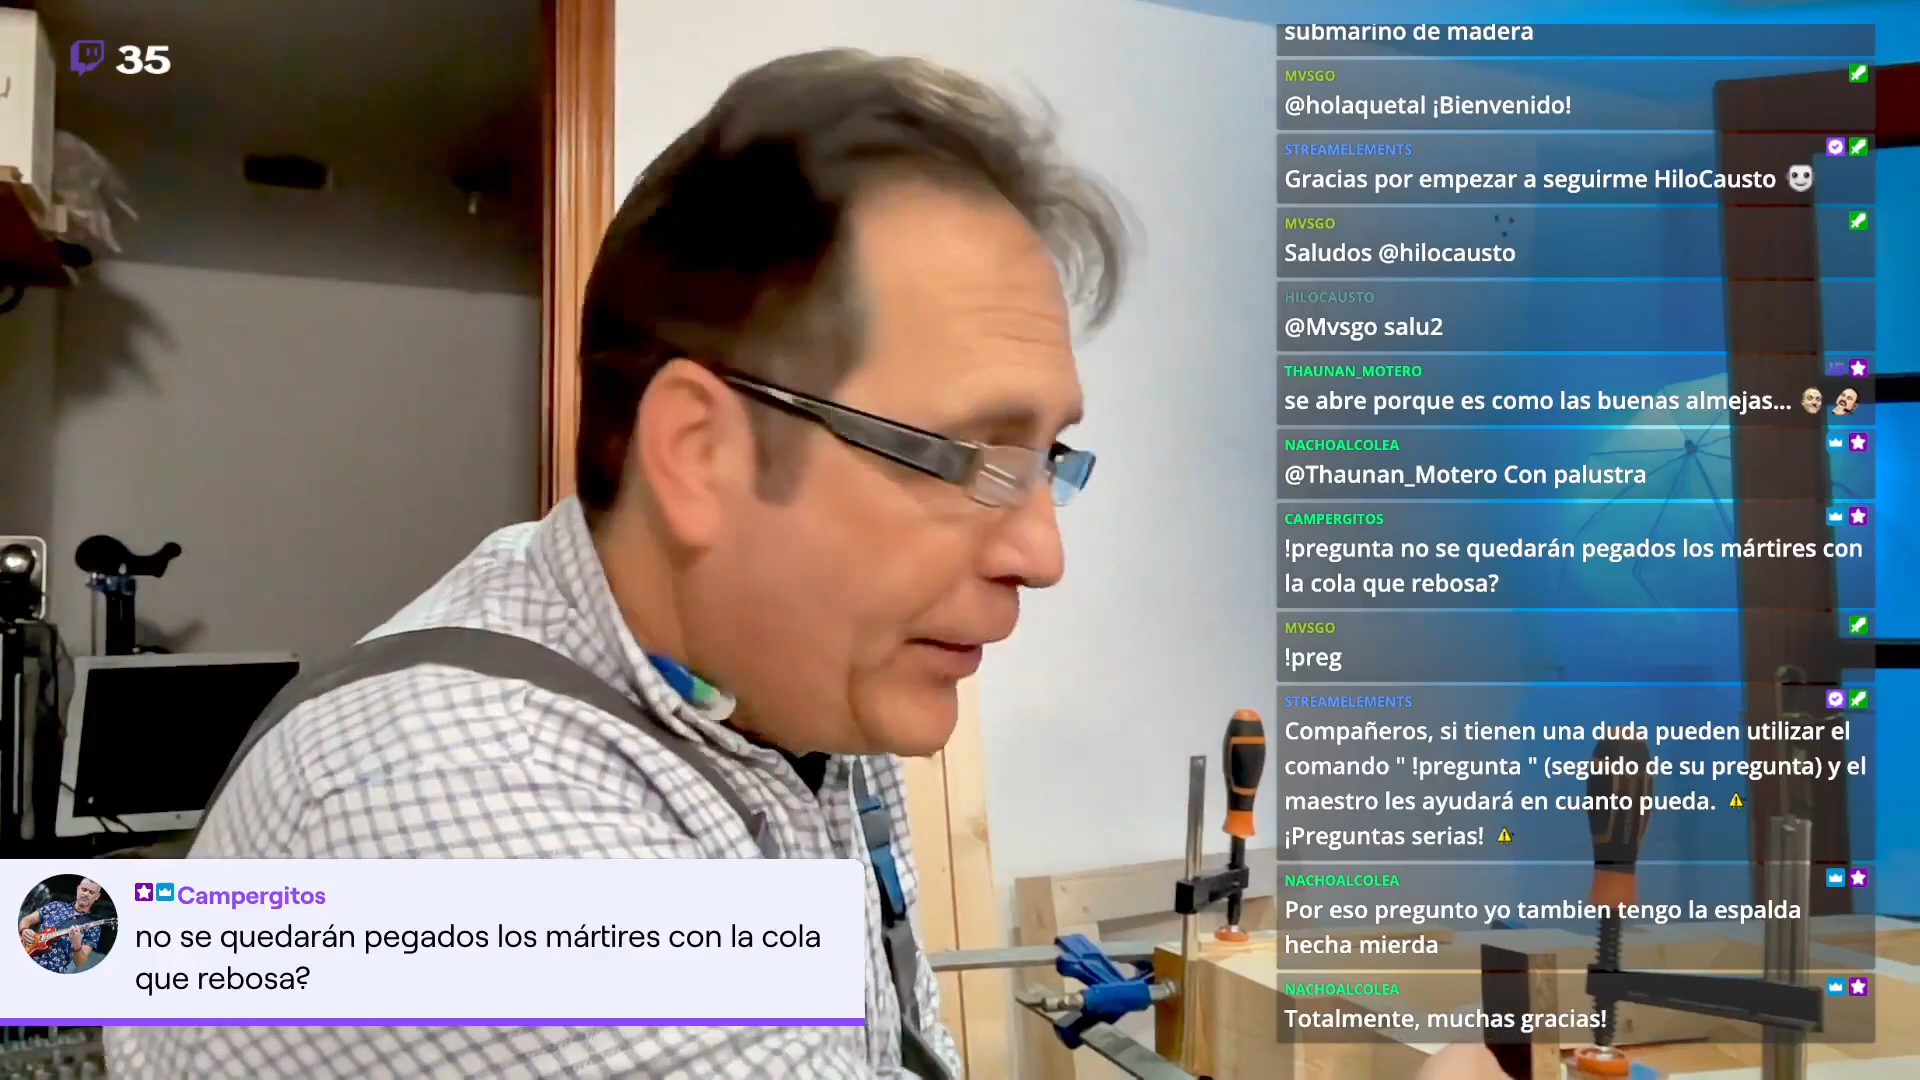 35
submarino de madera
MVSGO
@holaquetal ¡Bienvenido!
STREAMELEMENTS
Gracias por empezar a seguirme HiloCausto
MVSGO
Saludos @hilocausto
HILOCAUSTO
@Mvsgo salu2
THAUNAN_MOTERO
se abre porque es como las buenas almejas...
NACHOALCOLEA
@Thaunan_Motero Con palustra
CAMPERGITOS
!pregunta no se quedarán pegados los mártires con
la cola que rebosa?
MVSGO
!preg
STREAMELEMENTS
Compañeros, si tienen una duda pueden utilizar el
comando " !pregunta " (seguido de su pregunta) y el
maestro les ayudará en cuanto pueda.
¡Preguntas serias!
NACHOALCOLEA
Por eso pregunto yo tambien tengo la espalda
hecha mierda
NACHOALCOLEA
Totalmente, muchas gracias!
Campergitos
no se quedarán pegados los mártires con la cola
que rebosa?